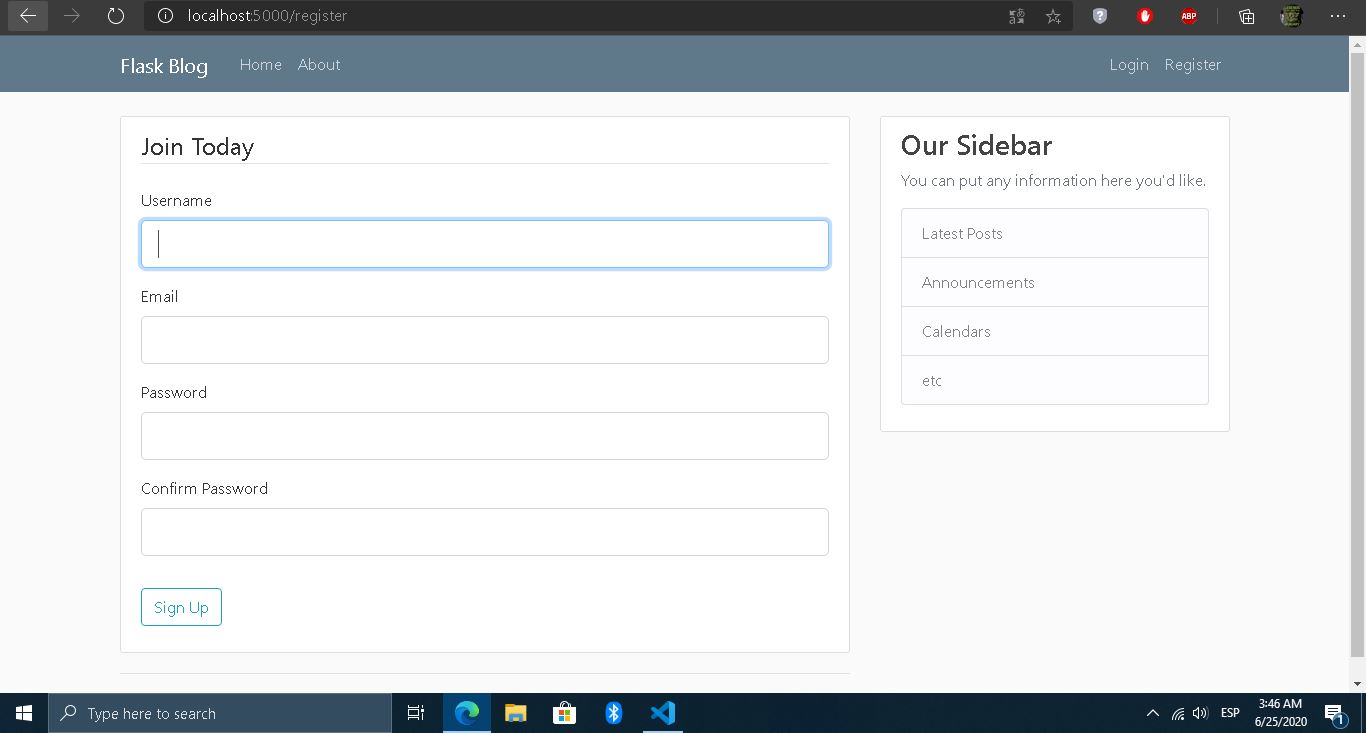 localhost:5000/register
ABP
Flask Blog Home About Login Register
Join Today
Username
Email
Password
Confirm Password
Sign Up
Our Sidebar
You can put any information here you'd like.
Latest Posts
Announcements
Calendars
etc
Type here to search
ESP
3:46 AM
6/25/2020
1